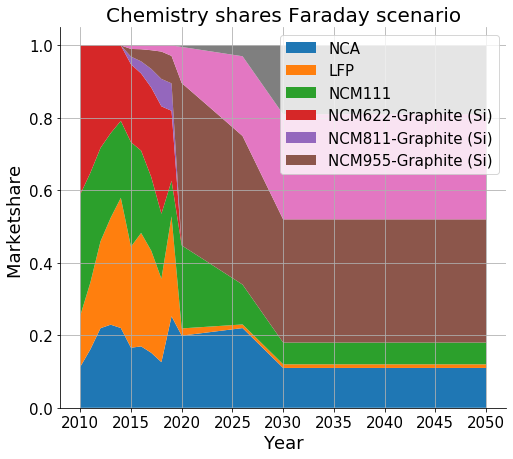 Chemistry shares Faraday scenario
Marketshare
1.0
0.8
0.6
0.4
0.2
0.0
NCA
LFP
NCM111
NCM622-Graphite (Si)
NCM811-Graphite (Si)
NCM955-Graphite (Si)
2010 2015 2020 2025 2030 2035 2040 2045 2050
Year